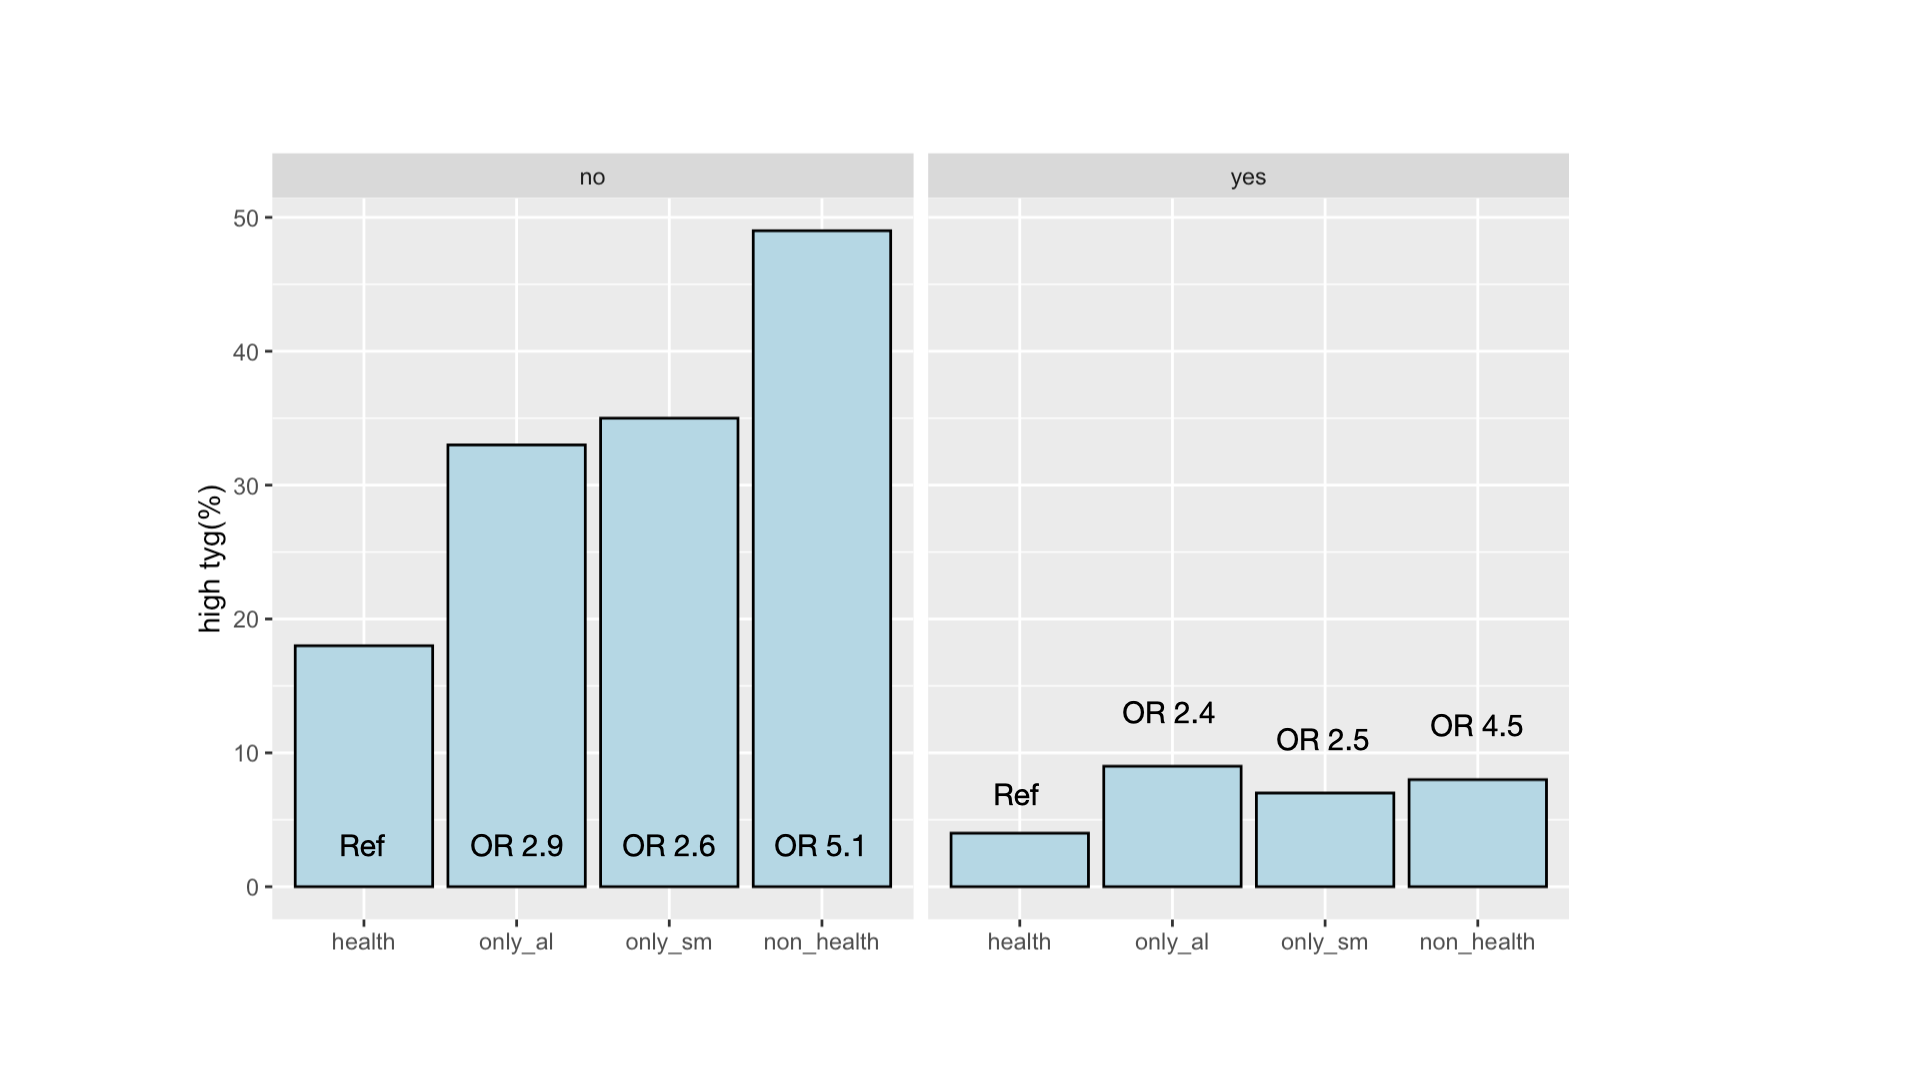 no
yes
high tyg(%)
50
40
30
20
10
0
Ref
OR 2.9
OR 2.6
OR 5.1
Ref
OR 2.4
OR 2.5
OR 4.5
health
only_al
only_sm
non_health
health
only_al
only_sm
non_health